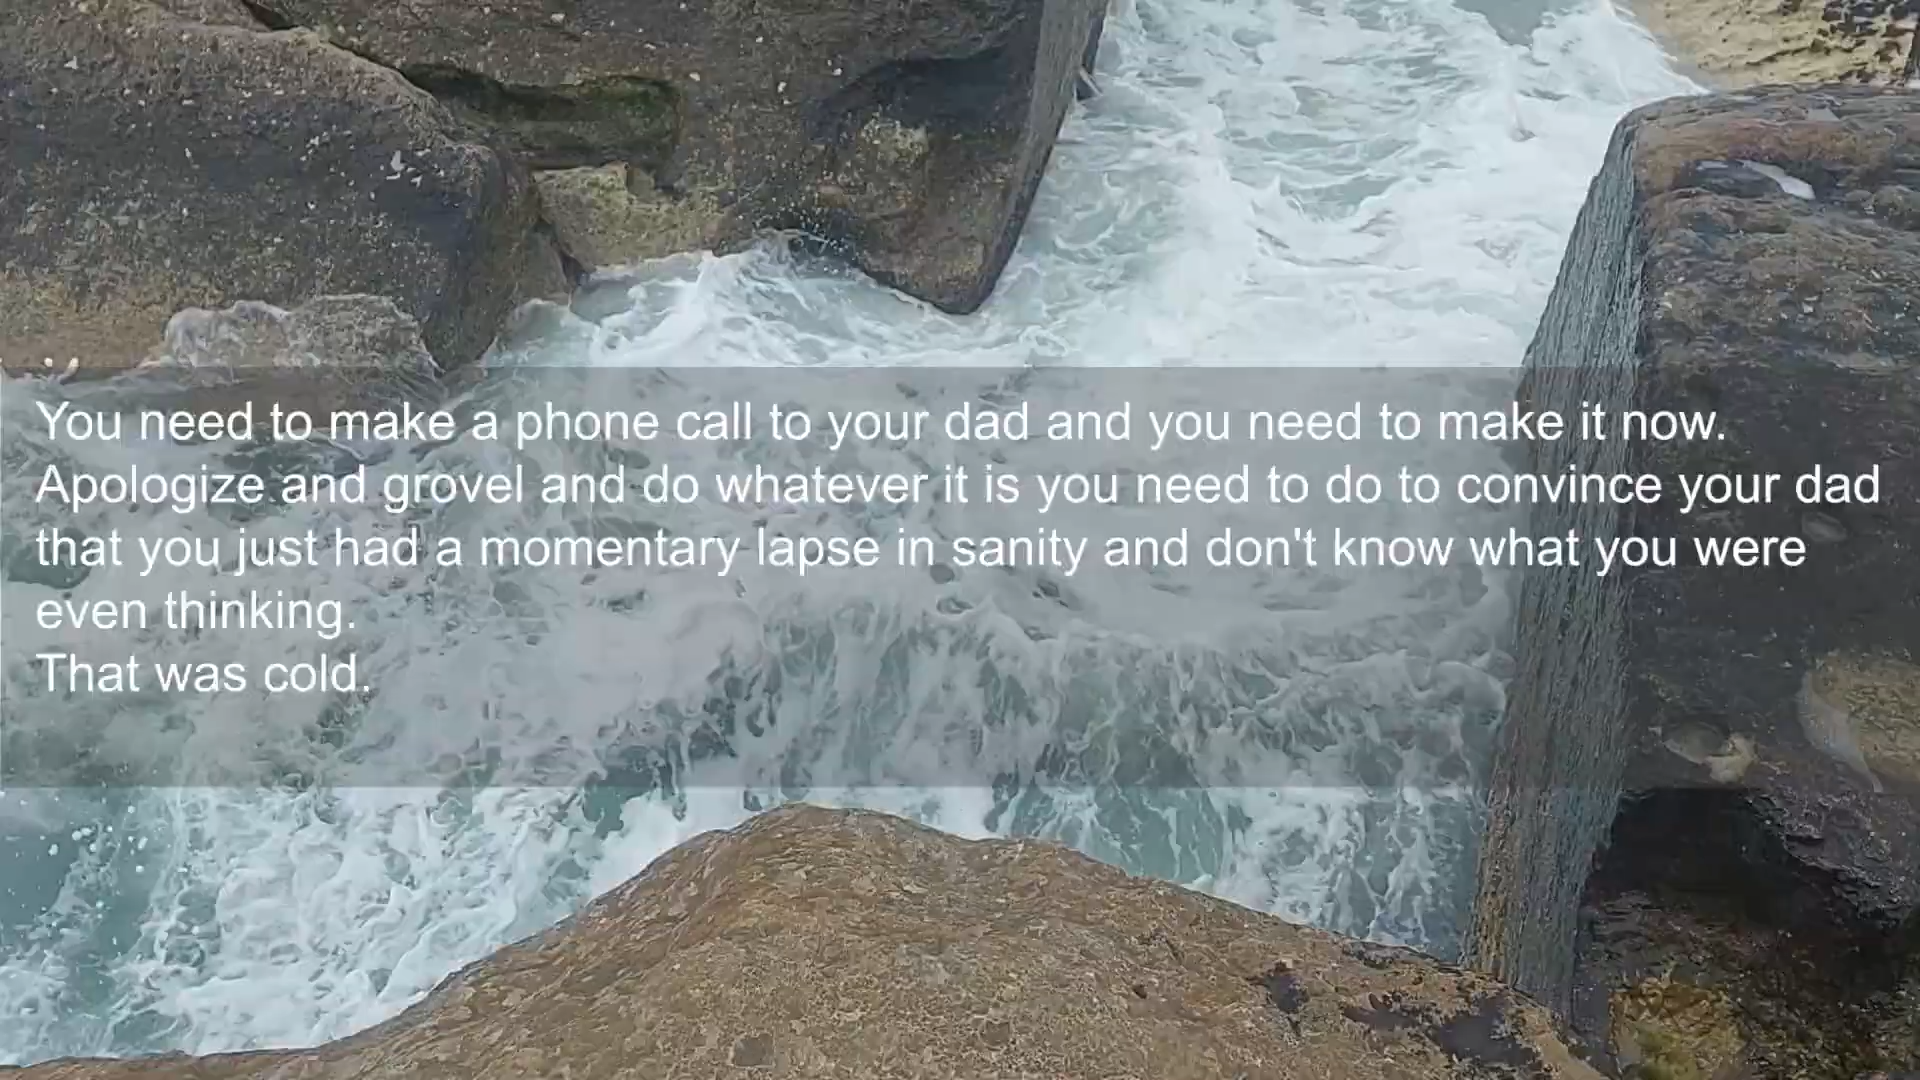 You need to make a phone call to your dad and you need to make it now.
Apologize and grovel and do whatever it is you need to do to convince your dad
that you just had a momentary lapse in sanity and don't know what you were
even thinking.
That was cold.